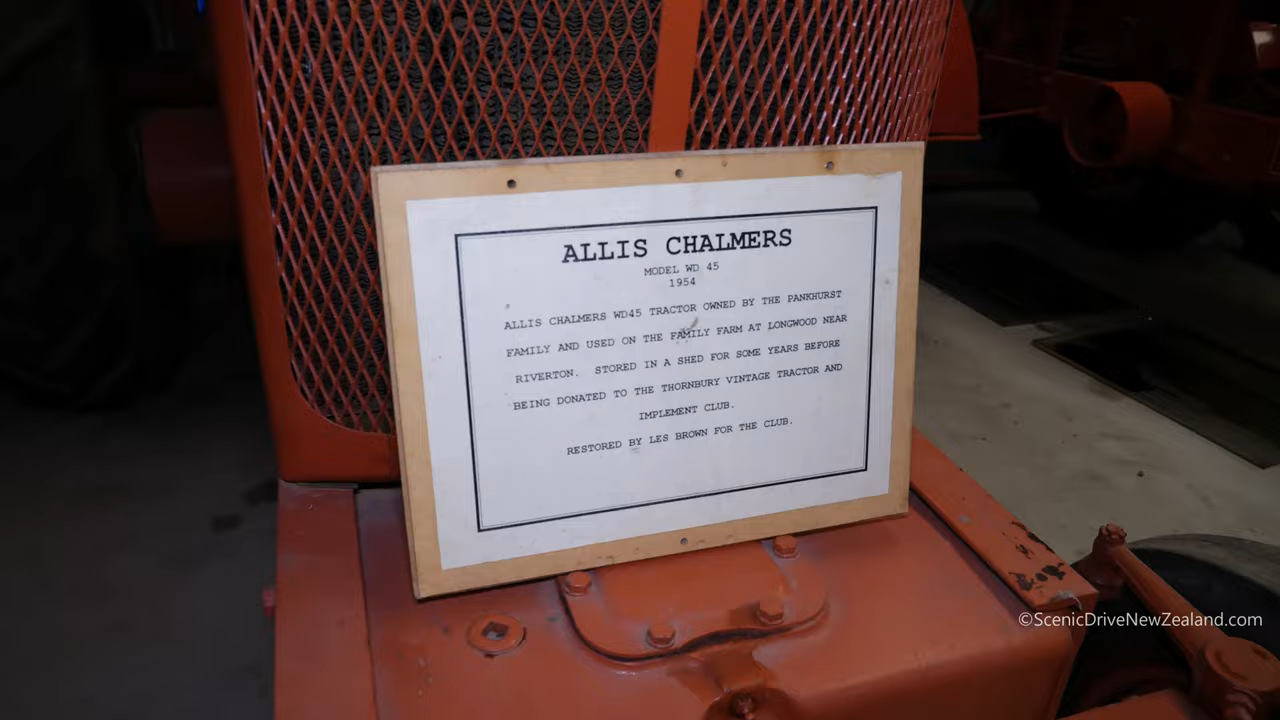 ALLIS CHALMERS
MODEL WD 45
1954
ALLIS CHALMERS WD45 TRACTOR OWNED BY THE PANKHURST
FAMILY AND USED ON THE FAMILY FARM AT LONGWOOD NEAR
RIVERTON. STORED IN A SHED FOR SOME YEARS BEFORE
BEING DONATED TO THE THORNBURY VINTAGE TRACTOR AND
IMPLEMENT CLUB.
RESTORED BY LES BROWN FOR THE CLUB.
©ScenicDriveNewZealand.com